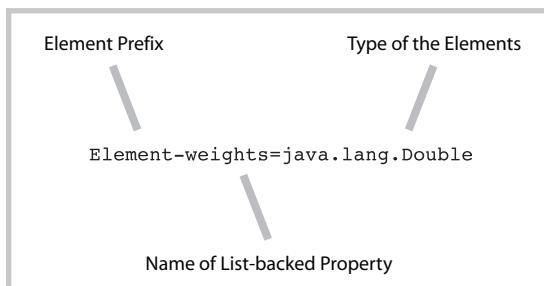 Element Prefix
Type of the Elements
Element-weights=java.lang.Double
Name of List-backed Property